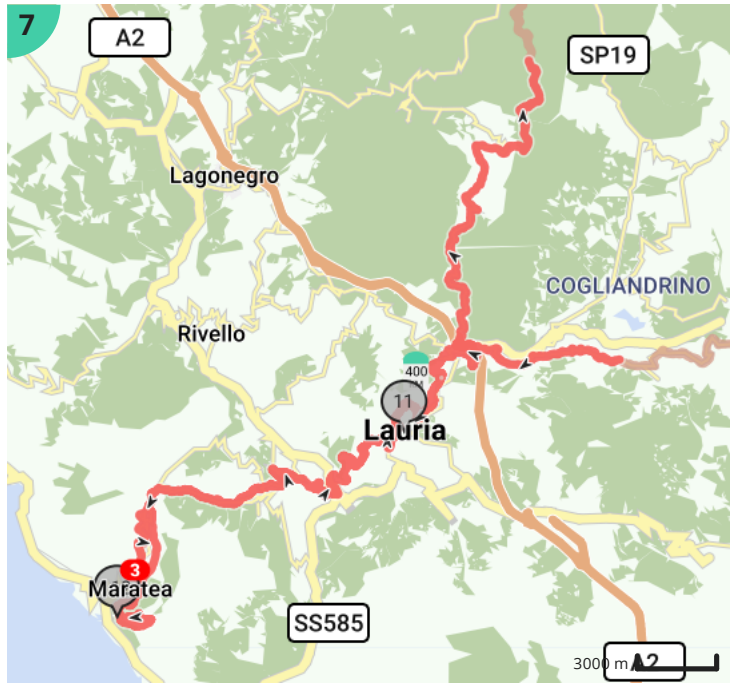 7
A2
SP19
Lagonegro
COGLIANDRINO
Rivello
400
11
Lauria
3
Maratea
SS585
3000 m
A2